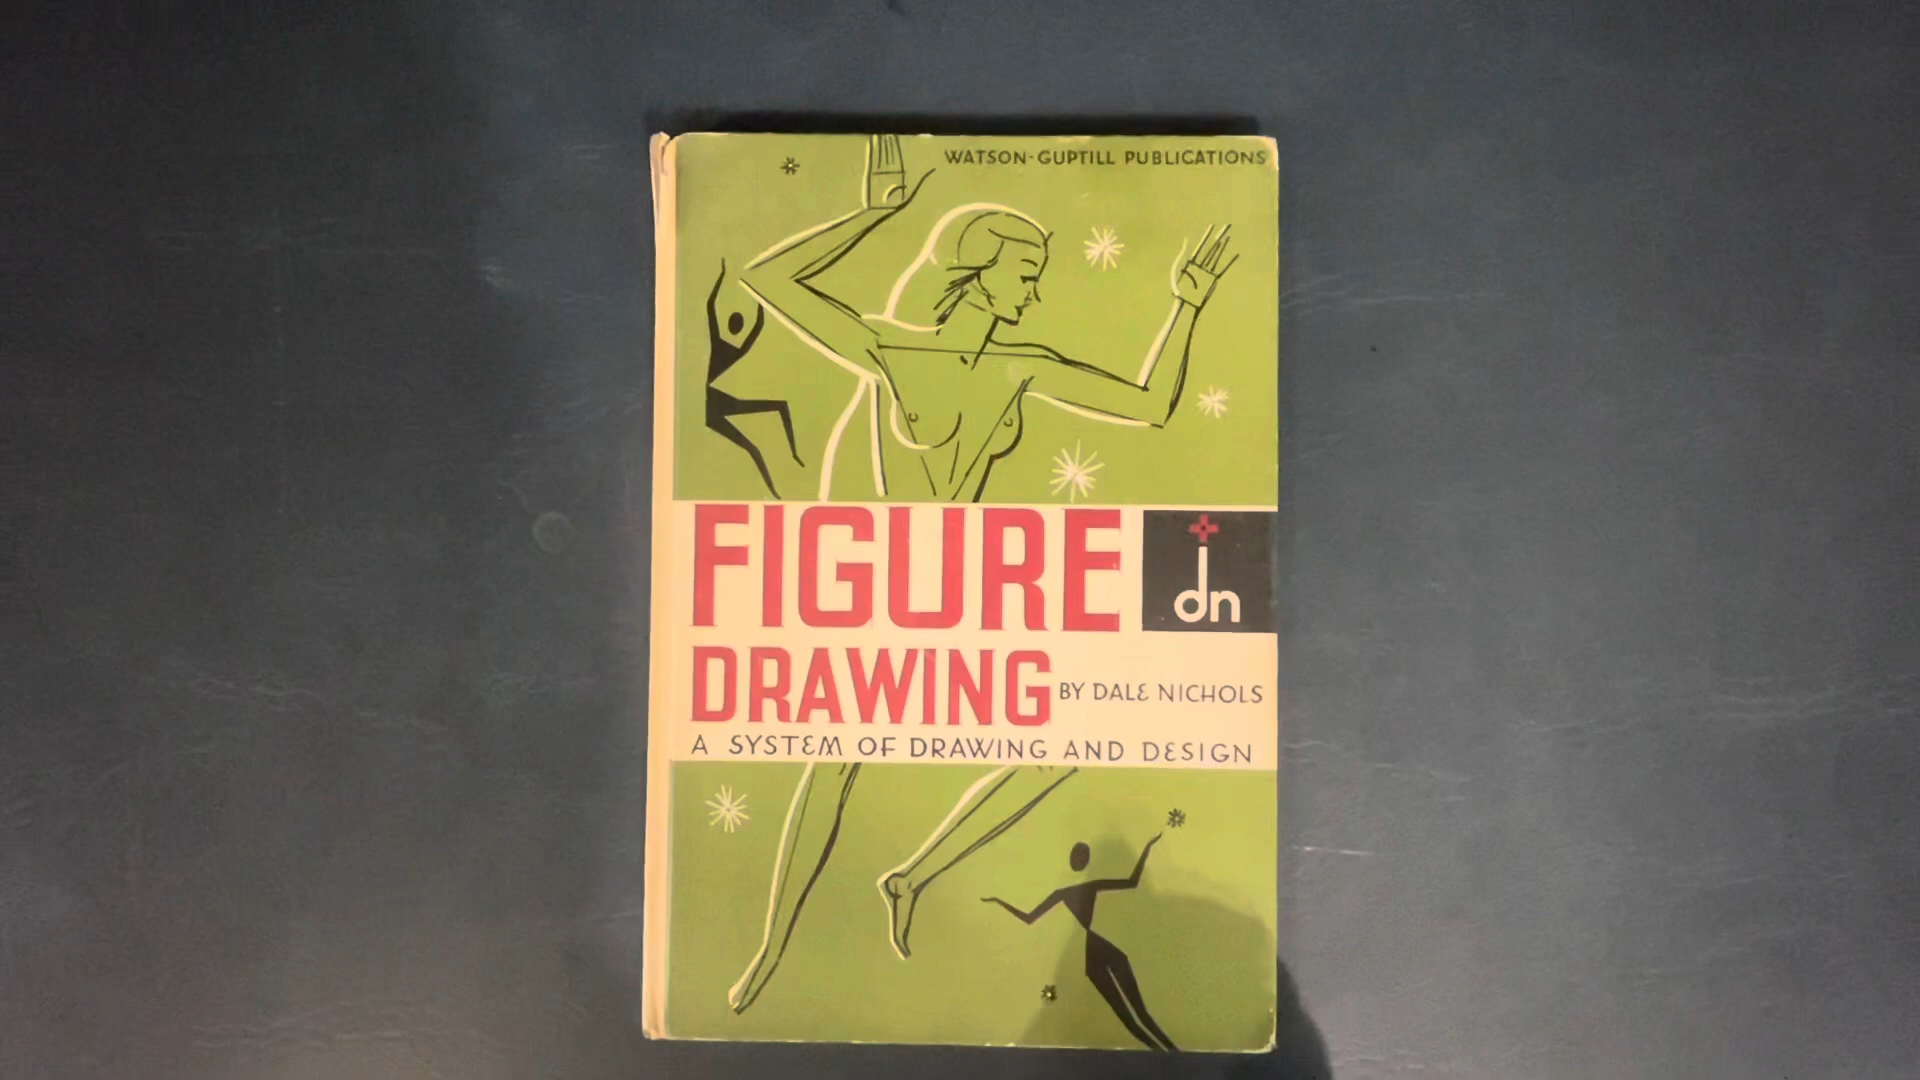 WATSON-GUPTILL PUBLICATIONS
FIGURE
dn
DRAWING BY DALE NICHOLS
A SYSTEM OF DRAWING AND DESIGN